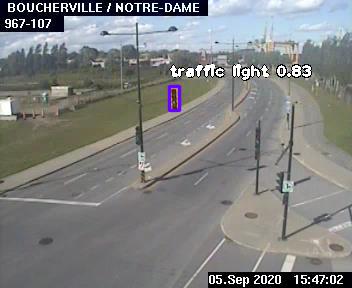 BOUCHERVILLE / NOTRE-DAME
967-107
traffic light 0.83
05.Sep 2020 15:47:02